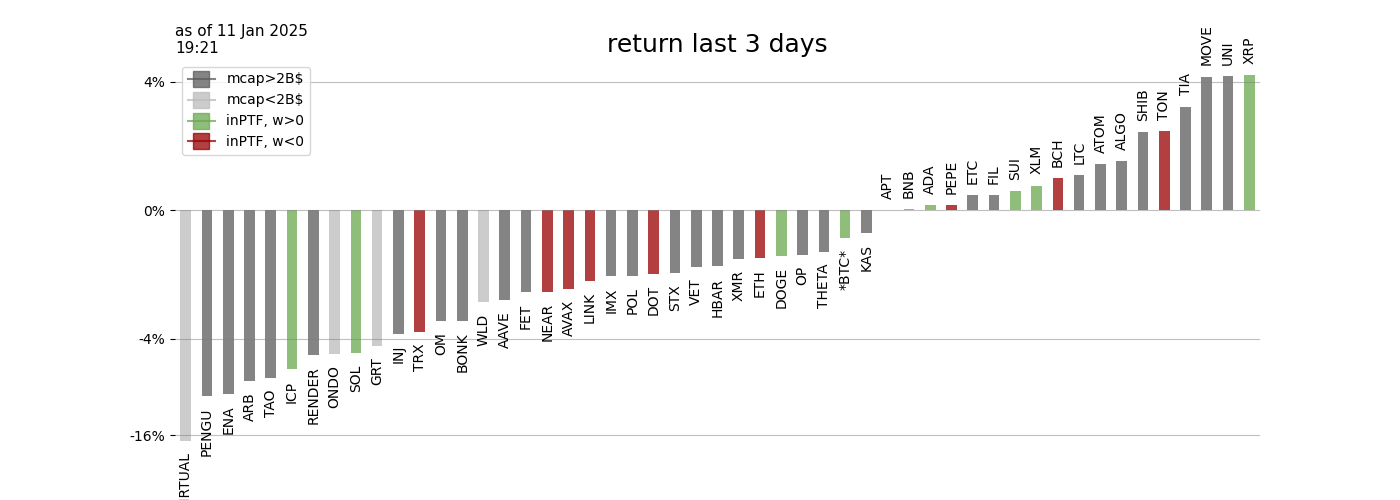 as of 11 Jan 2025
19:21
return last 3 days
mcap>2B$
mcap<2B$
inPTF, w>0
inPTF, w<0
4%
0%
-4%
-16%
RTUAL
PENGU
ENA
ARB
TAO
ICP
RENDER
ONDO
SOL
GRT
INJ
TRX
OM
BONK
WLD
AAVE
FET
NEAR
AVAX
LINK
IMX
POL
DOT
STX
VET
HBAR
XMR
ETH
DOGE
OP
THETA
*BTC*
KAS
APT
BNB
ADA
PEPE
ETC
FIL
SUI
XLM
BCH
LTC
ATOM
ALGO
SHIB
TON
TIA
MOVE
UNI
XRP